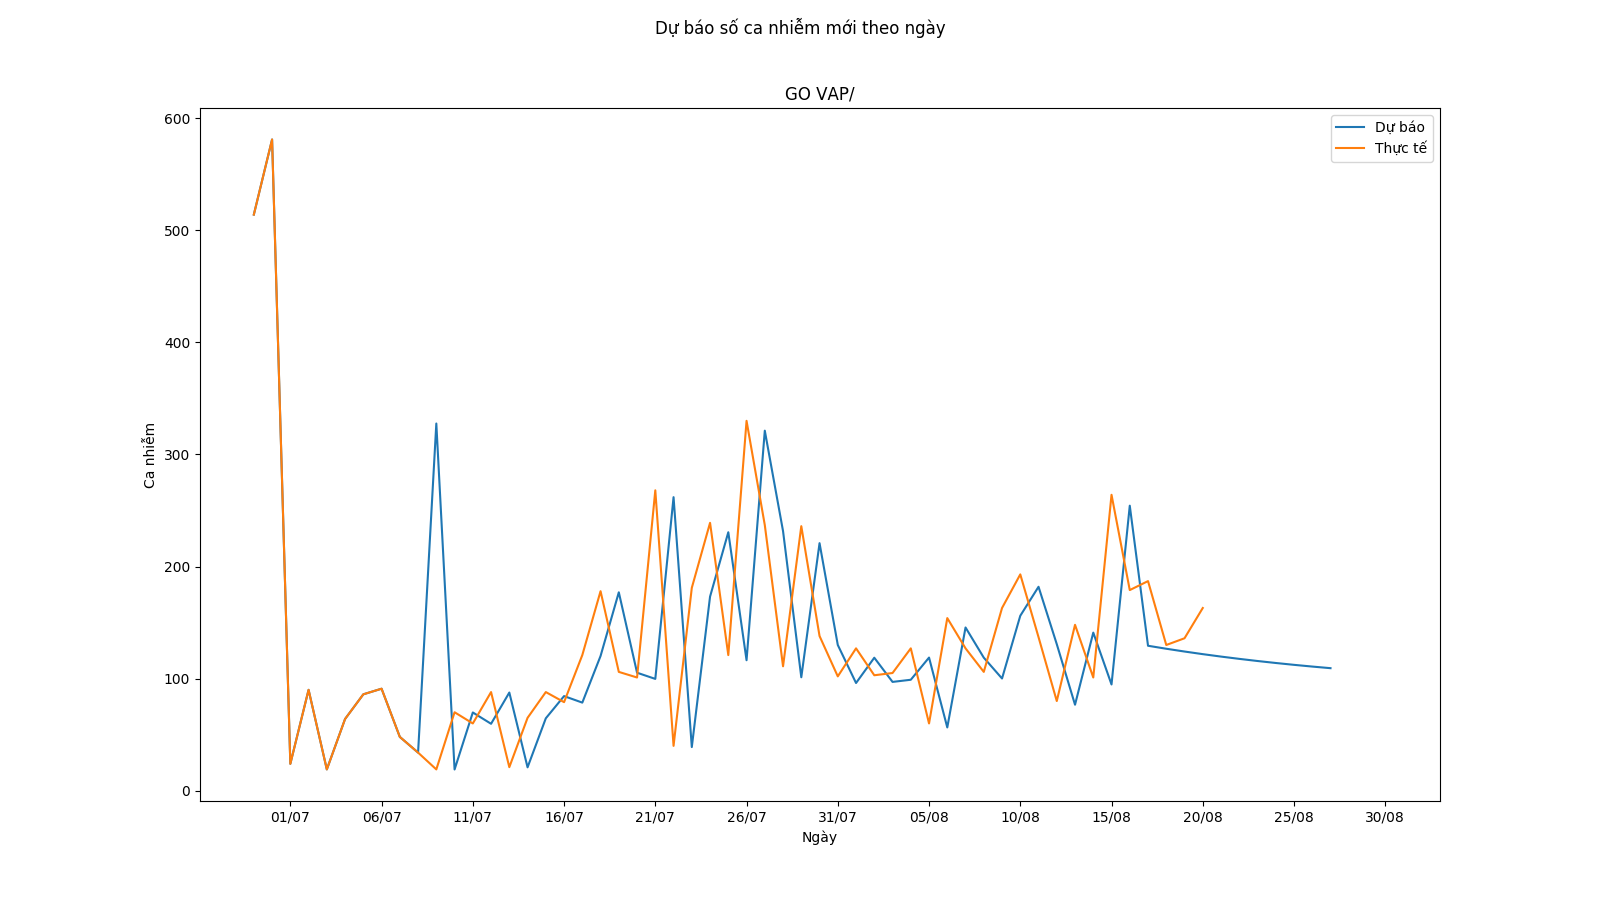 Dự báo số ca nhiễm mới theo ngày
GO VAP/
Dự báo
Thực tế
600
500
400
300
200
100
0
Ca nhiễm
01/07 06/07 11/07 16/07 21/07 26/07 31/07 05/08 10/08 15/08 20/08 25/08 30/08
Ngày